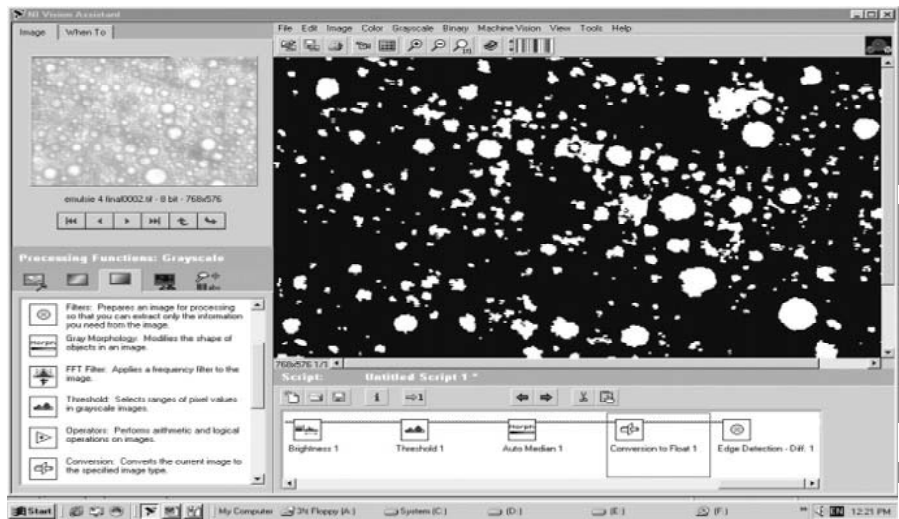 NI Vision Assistant
Image When To
File Edit Image Color Grayscale Binary Machine Vision View Tools Help
emulsie 4 final0002.tif - 8 bit - 768x576
Processing Functions: Grayscale
Filters: Prepares an image for processing
so that you can extract only the information
you need from the image.
Gray Morphology: Modifies the shape of
objects in an image.
FFT Filter: Applies a frequency filter to the
image.
Threshold: Selects ranges of pixel values
in grayscale images.
Operators: Performs arithmetic and logical
operations on images.
Conversion: Converts the current image to
the specified image type.
768x576 1/1
Script: Untitled Script 1 *
Brightness 1 Threshold 1 Auto Median 1 Conversion to Float 1 Edge Detection - Diff. 1
Start My Computer 3½ Floppy (A:) System (C:) (D:) (E:) (F:) EN 12:21 PM